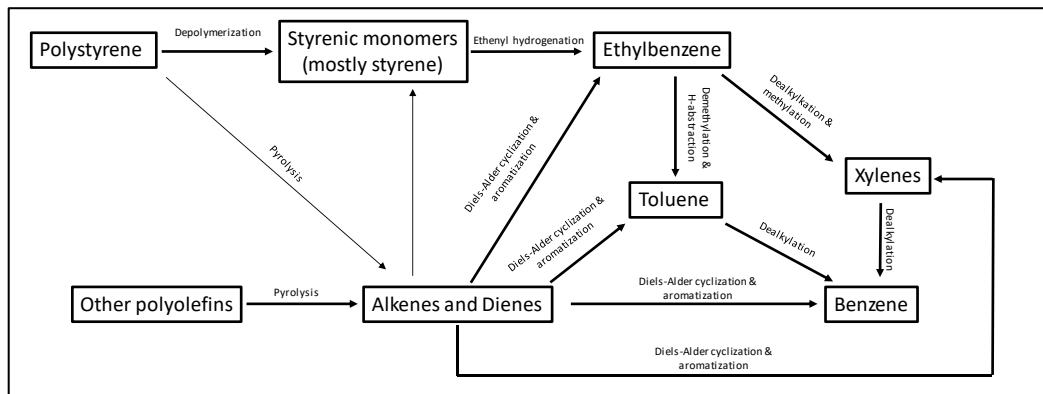 Polystyrene
Depolymerization
Styrenic monomers
(mostly styrene)
Ethenyl hydrogenation
Ethylbenzene
Dealkylkation &
methylation
Demethylation &
H-abstraction
Diels-Alder cyclization &
aromatization
Pyrolysis
Xylenes
Toluene
Diels-Alder cyclization &
aromatization
Dealkylation
Dealkylation
Other polyolefins
Pyrolysis
Alkenes and Dienes
Diels-Alder cyclization &
aromatization
Benzene
Diels-Alder cyclization &
aromatization